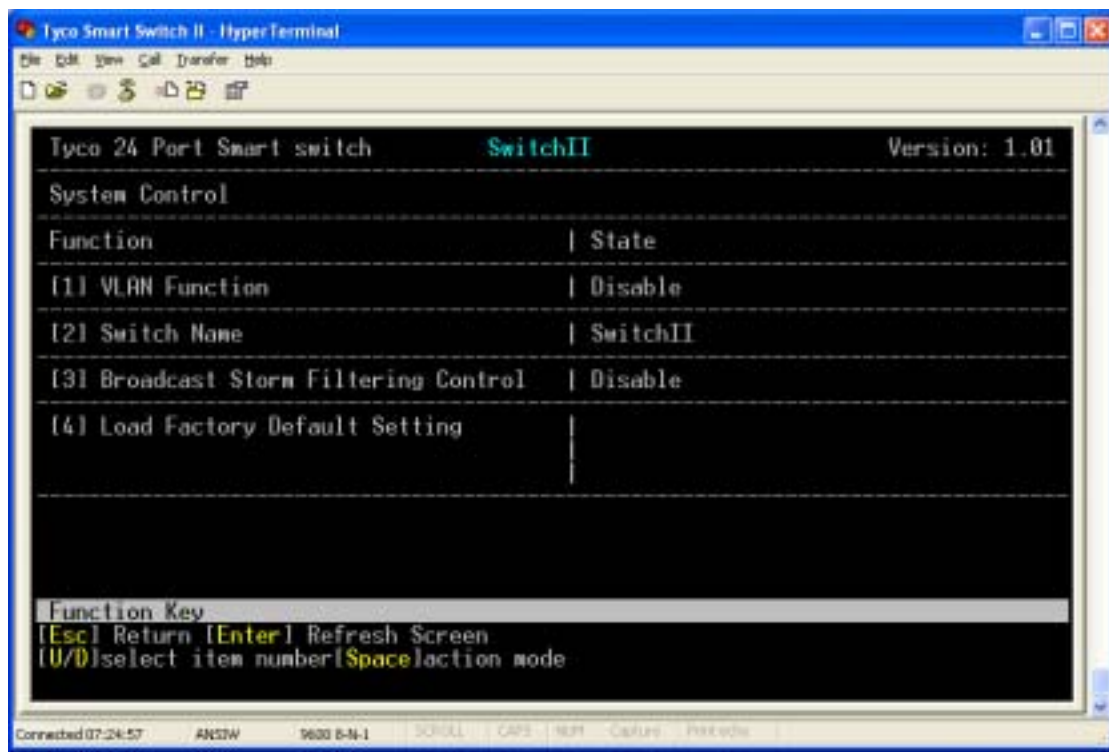 Tyco Smart Switch II - HyperTerminal
File Edit View Call Transfer Help
Tyco 24 Port Smart switch SwitchII Version: 1.01
System Control
Function | State
[1] VLAN Function | Disable
[2] Switch Name | SwitchII
[3] Broadcast Storm Filtering Control | Disable
[4] Load Factory Default Setting |
Function Key
[Esc] Return [Enter] Refresh Screen
[U/D]select item number[Space]action mode
Connected 07:24:57 ANSIW 9600 8-N-1 SCROLL CAPS NUM Capture Print echo